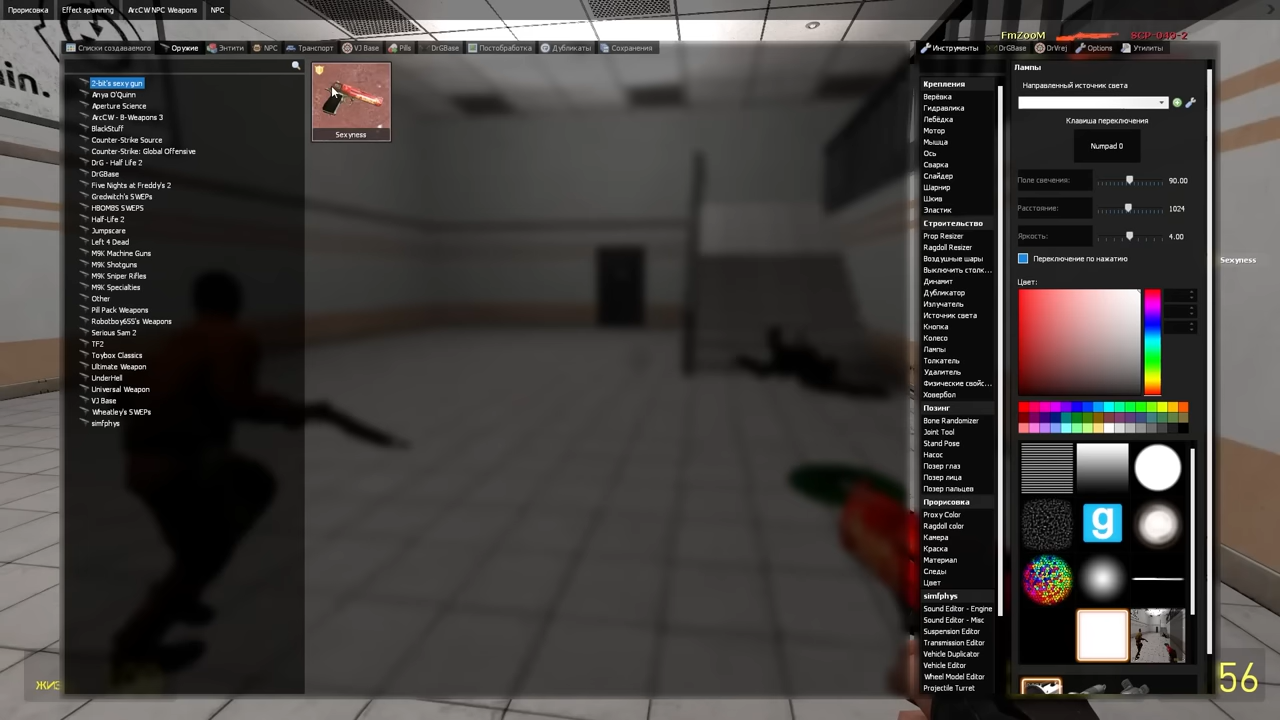 Прорисовка Effect spawning ArcCW NPC Weapons NPC
FmZooM SCP-049-2
Списки создаваемого Оружие Энтити NPC Транспорт VJ Base Pills DrGBase Постобработка Дубликаты Сохранения
Инструменты DrGBase DrVrej Options Утилиты
2-bit's sexy gun
Anya O'Quinn
Aperture Science
ArcCW - B-Weapons 3
BlackStuff
Counter-Strike Source
Counter-Strike: Global Offensive
DrG - Half Life 2
DrGBase
Five Nights at Freddy's 2
Gredwitch's SWEPs
HBOMBS SWEPS
Half-Life 2
Jumpscare
Left 4 Dead
M9K Machine Guns
M9K Shotguns
M9K Sniper Rifles
M9K Specialties
Other
Pill Pack Weapons
Robotboy655's Weapons
Serious Sam 2
TF2
Toybox Classics
Ultimate Weapon
UnderHell
Universal Weapon
VJ Base
Wheatley's SWEPs
simfphys
Sexyness
Крепления
Верёвка
Гидравлика
Лебёдка
Мотор
Мышца
Ось
Сварка
Слайдер
Шарнир
Шкив
Эластик
Строительство
Prop Resizer
Ragdoll Resizer
Воздушные шары
Выключить столк...
Динамит
Дубликатор
Излучатель
Источник света
Кнопка
Колесо
Лампы
Толкатель
Удалитель
Физические свойс...
Ховербол
Позинг
Bone Randomizer
Joint Tool
Stand Pose
Насос
Позер глаз
Позер лица
Позер пальцев
Прорисовка
Proxy Color
Ragdoll color
Камера
Краска
Материал
Следы
Цвет
simfphys
Sound Editor - Engine
Sound Editor - Misc
Suspension Editor
Transmission Editor
Vehicle Duplicator
Vehicle Editor
Wheel Model Editor
Projectile Turret
Лампы
Направленный источник света
Клавиша переключения
Numpad 0
Поле свечения: 90.00
Расстояние: 1024
Яркость: 4.00
Переключение по нажатию
Цвет:
g
Sexyness
in.
56